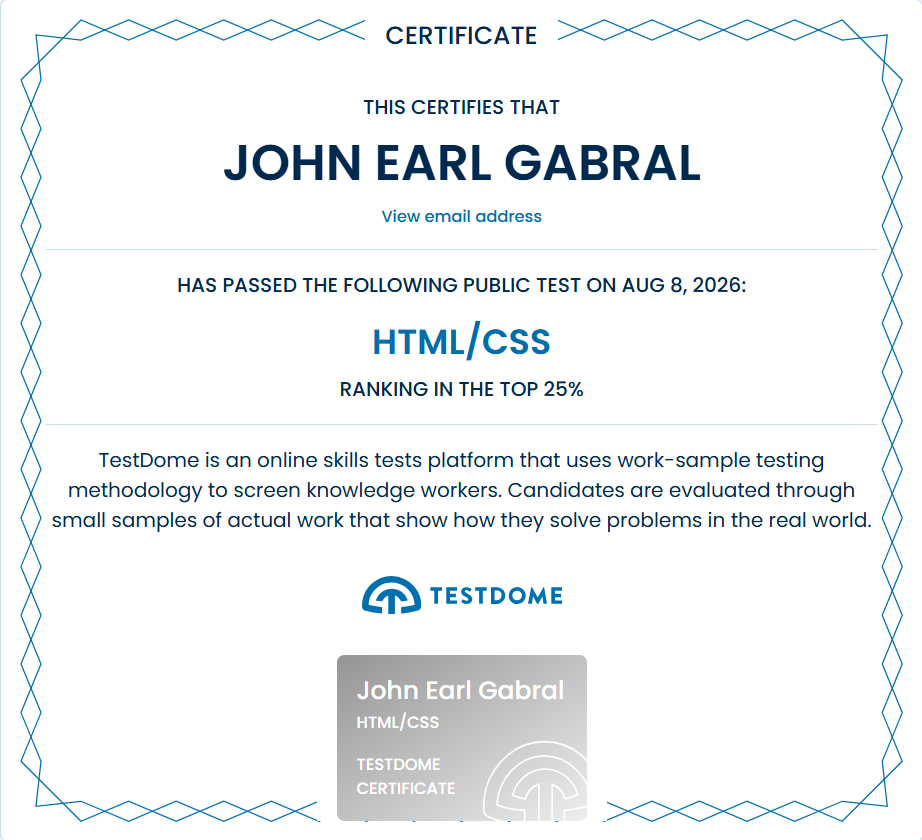 CERTIFICATE
THIS CERTIFIES THAT
JOHN EARL GABRAL
View email address
HAS PASSED THE FOLLOWING PUBLIC TEST ON AUG 8, 2026:
HTML/CSS
RANKING IN THE TOP 25%
TestDome is an online skills tests platform that uses work-sample testing
methodology to screen knowledge workers. Candidates are evaluated through
small samples of actual work that show how they solve problems in the real world.
TESTDOME
John Earl Gabral
HTML/CSS
TESTDOME
CERTIFICATE